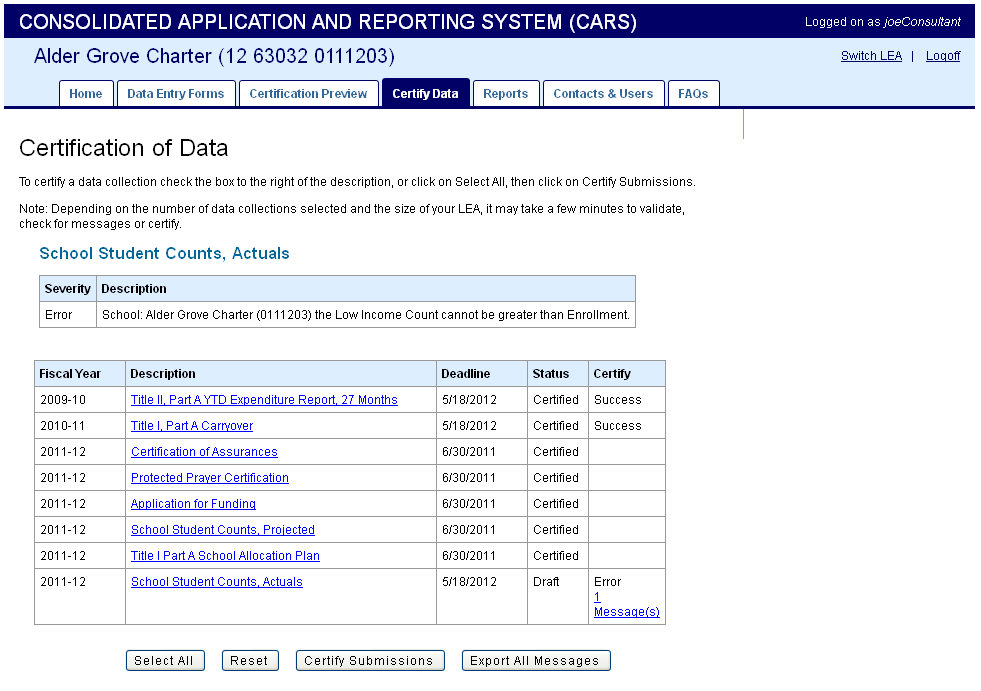 CONSOLIDATED APPLICATION AND REPORTING SYSTEM (CARS)
Logged on as joeConsultant
Alder Grove Charter (12 63032 0111203)
Switch LEA | Logoff
Home Data Entry Forms Certification Preview Certify Data Reports Contacts & Users FAQs
Certification of Data
To certify a data collection check the box to the right of the description, or click on Select All, then click on Certify Submissions.
Note: Depending on the number of data collections selected and the size of your LEA, it may take a few minutes to validate,
check for messages or certify.
School Student Counts, Actuals
Severity Description
Error School: Alder Grove Charter (0111203) the Low Income Count cannot be greater than Enrollment.
Fiscal Year Description Deadline Status Certify
2009-10 Title II, Part A YTD Expenditure Report, 27 Months 5/18/2012 Certified Success
2010-11 Title I, Part A Carryover 5/18/2012 Certified Success
2011-12 Certification of Assurances 6/30/2011 Certified
2011-12 Protected Prayer Certification 6/30/2011 Certified
2011-12 Application for Funding 6/30/2011 Certified
2011-12 School Student Counts, Projected 6/30/2011 Certified
2011-12 Title I Part A School Allocation Plan 6/30/2011 Certified
2011-12 School Student Counts, Actuals 5/18/2012 Draft Error
1
Message(s)
Select All Reset Certify Submissions Export All Messages